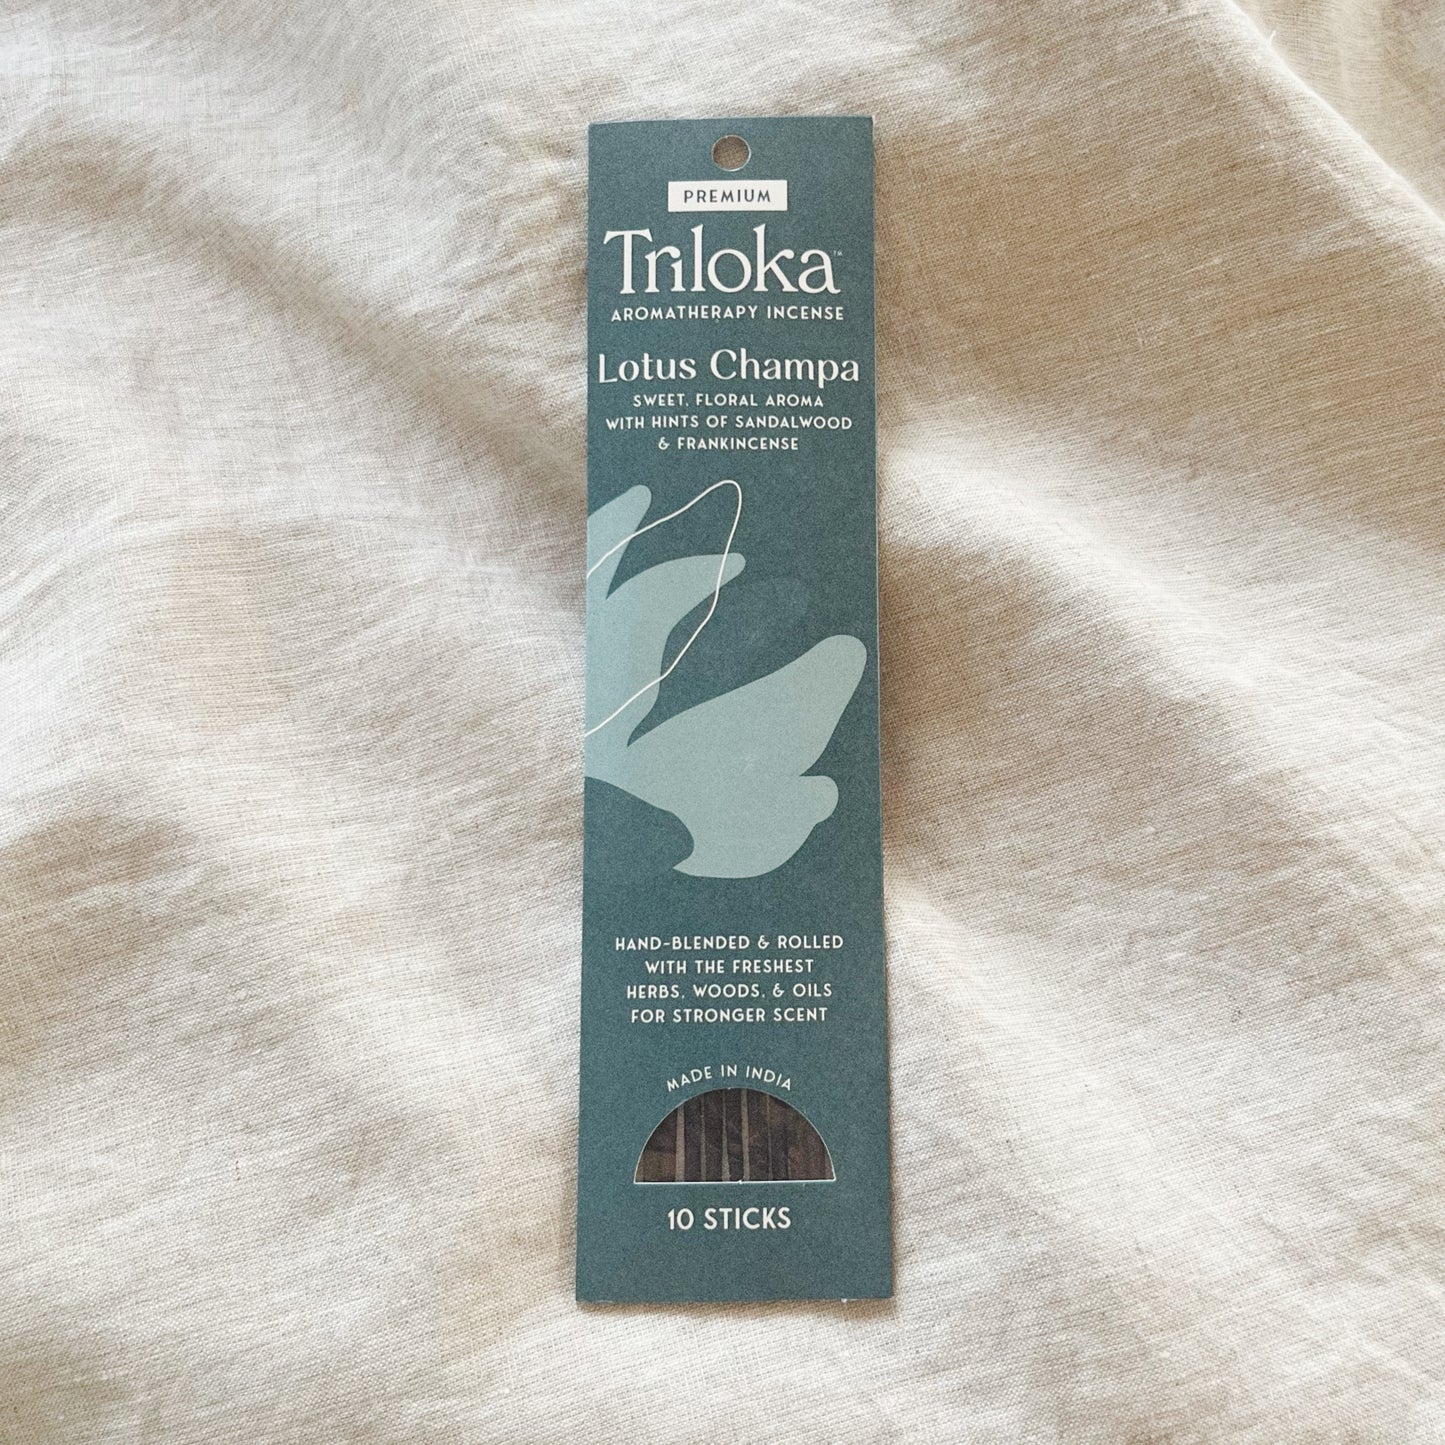 PREMIUM
Triloka™
AROMATHERAPY INCENSE
Lotus Champa
SWEET, FLORAL AROMA
WITH HINTS OF SANDALWOOD
& FRANKINCENSE
HAND-BLENDED & ROLLED
WITH THE FRESHEST
HERBS, WOODS, & OILS
FOR STRONGER SCENT
MADE IN INDIA
10 STICKS